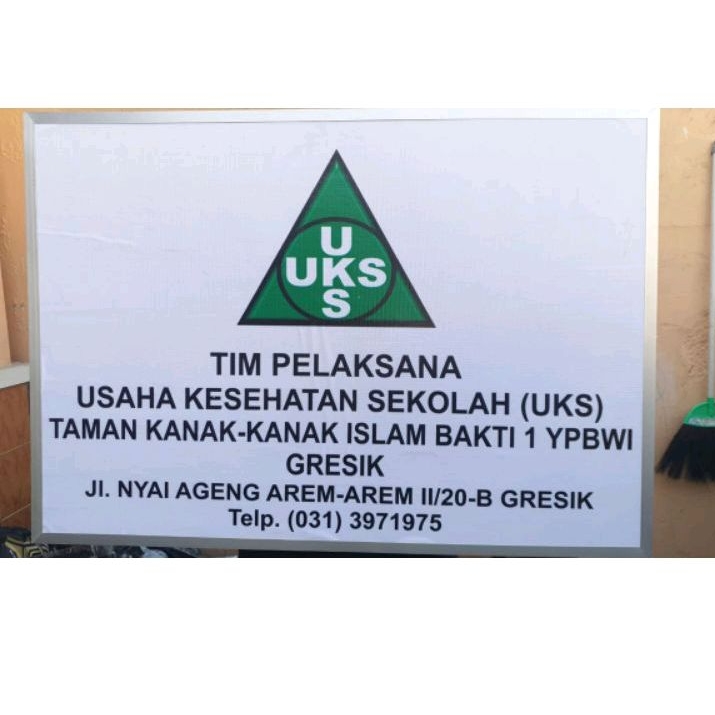 U
UKS
S
TIM PELAKSANA
USAHA KESEHATAN SEKOLAH (UKS)
TAMAN KANAK-KANAK ISLAM BAKTI 1 YPBWI
GRESIK
Jl. NYAI AGENG AREM-AREM II/20-B GRESIK
Telp. (031) 3971975